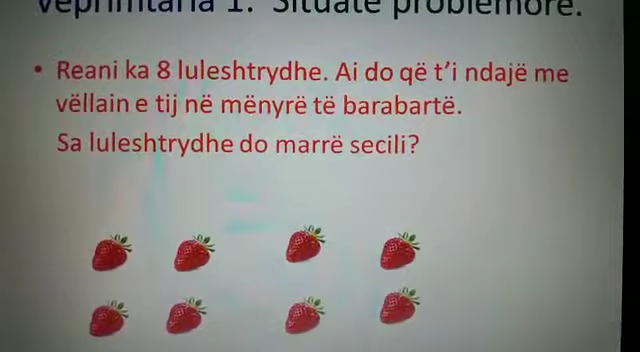 Veprimtaria 1. Situatë problemore.
• Reani ka 8 luleshtrydhe. Ai do që t'i ndajë me
vëllain e tij në mënyrë të barabartë.
Sa luleshtrydhe do marrë secili?